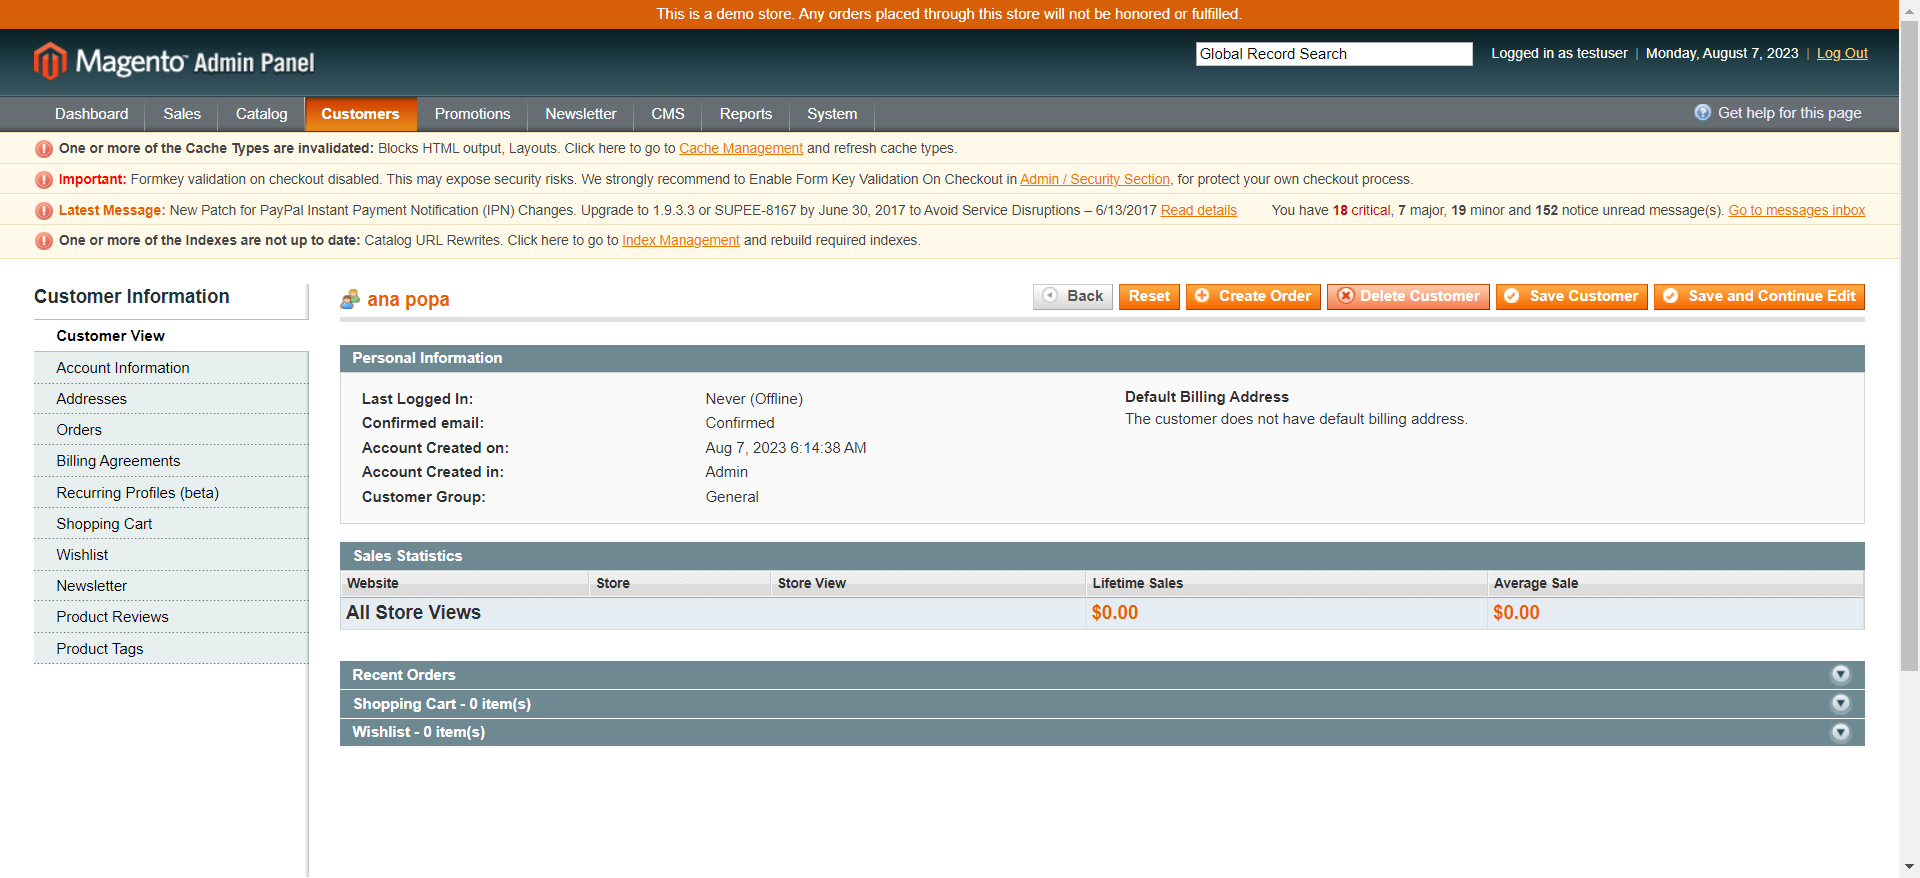 This is a demo store. Any orders placed through this store will not be honored or fulfilled.
Magento Admin Panel
Global Record Search
Logged in as testuser | Monday, August 7, 2023 | Log Out
Dashboard Sales Catalog Customers Promotions Newsletter CMS Reports System
Get help for this page
One or more of the Cache Types are invalidated: Blocks HTML output, Layouts. Click here to go to Cache Management and refresh cache types.
Important: Formkey validation on checkout disabled. This may expose security risks. We strongly recommend to Enable Form Key Validation On Checkout in Admin / Security Section, for protect your own checkout process.
Latest Message: New Patch for PayPal Instant Payment Notification (IPN) Changes. Upgrade to 1.9.3.3 or SUPEE-8167 by June 30, 2017 to Avoid Service Disruptions – 6/13/2017 Read details
You have 18 critical, 7 major, 19 minor and 152 notice unread message(s). Go to messages inbox
One or more of the Indexes are not up to date: Catalog URL Rewrites. Click here to go to Index Management and rebuild required indexes.
Customer Information
Customer View
Account Information
Addresses
Orders
Billing Agreements
Recurring Profiles (beta)
Shopping Cart
Wishlist
Newsletter
Product Reviews
Product Tags
ana popa
Back Reset Create Order Delete Customer Save Customer Save and Continue Edit
Personal Information
Last Logged In: Never (Offline)
Confirmed email: Confirmed
Account Created on: Aug 7, 2023 6:14:38 AM
Account Created in: Admin
Customer Group: General
Default Billing Address
The customer does not have default billing address.
Sales Statistics
Website Store Store View Lifetime Sales Average Sale
All Store Views $0.00 $0.00
Recent Orders
Shopping Cart - 0 item(s)
Wishlist - 0 item(s)